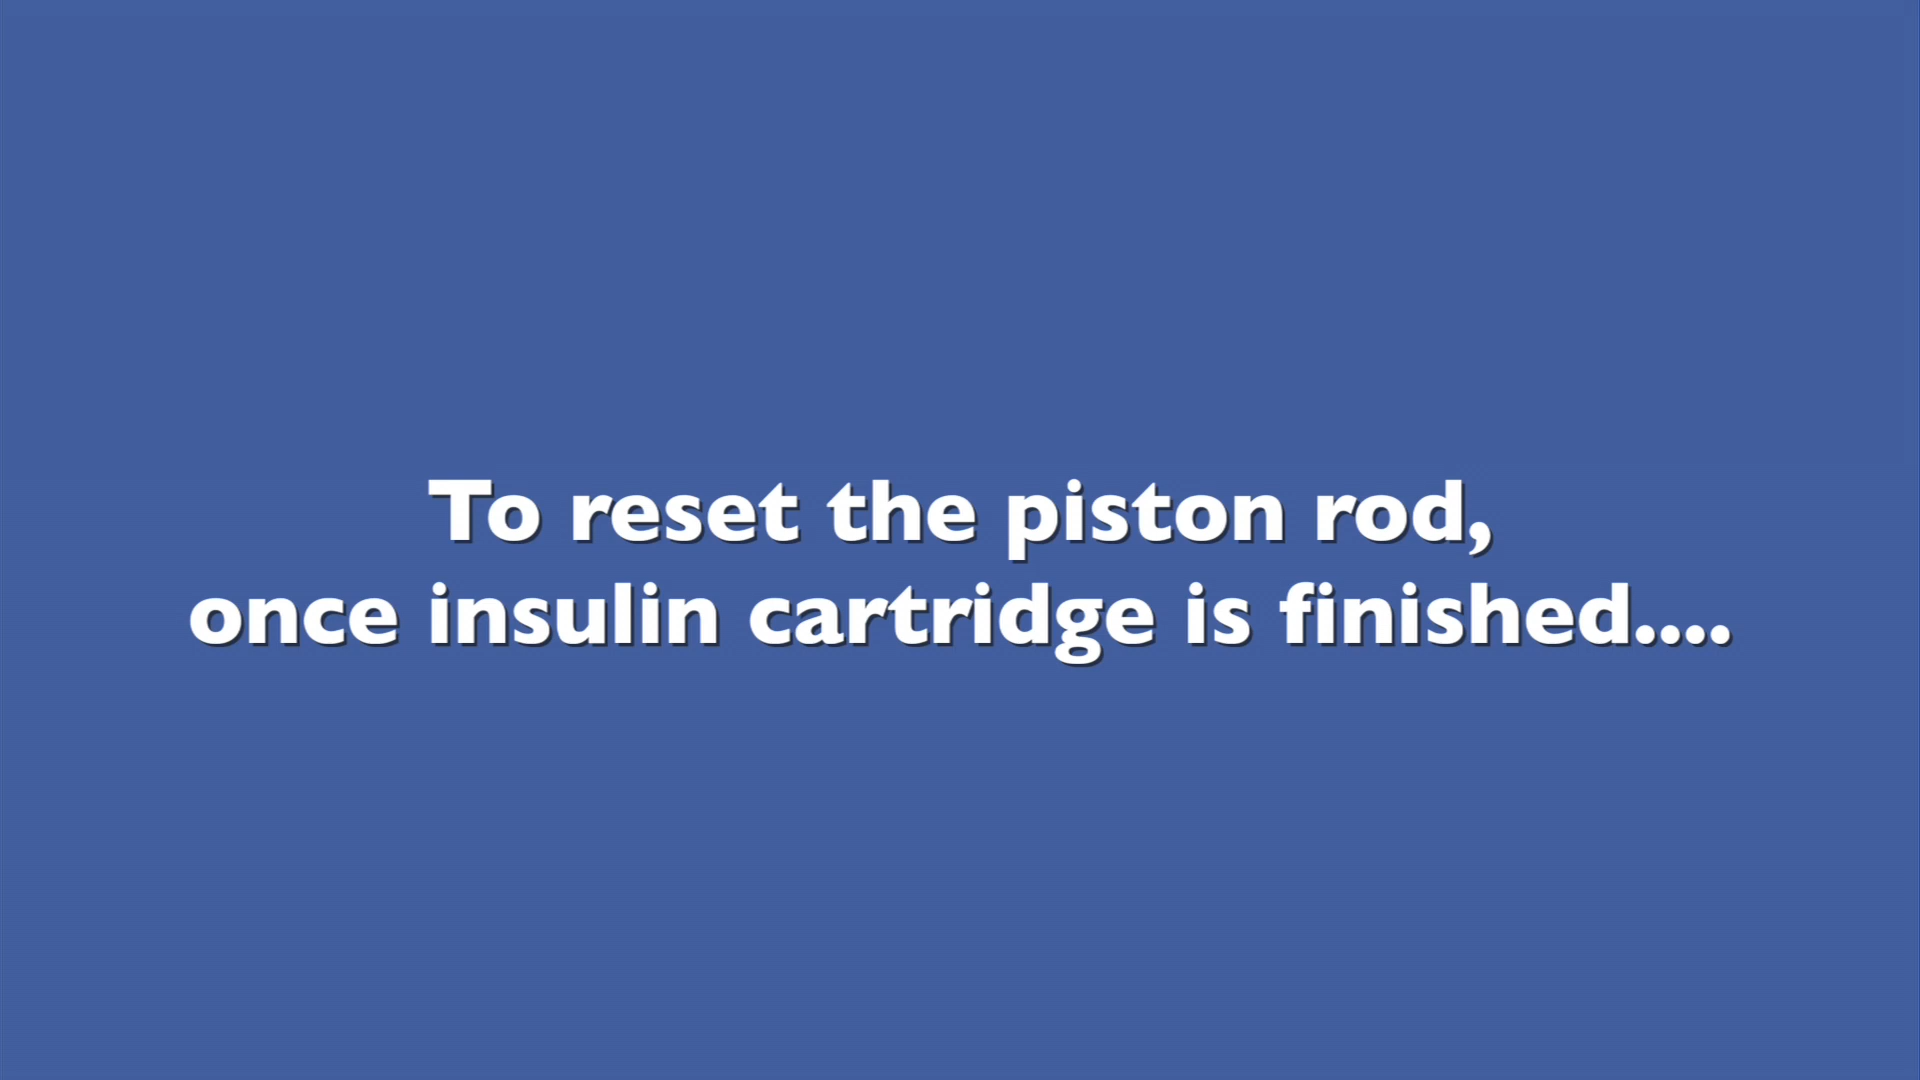 To reset the piston rod,
once insulin cartridge is finished....